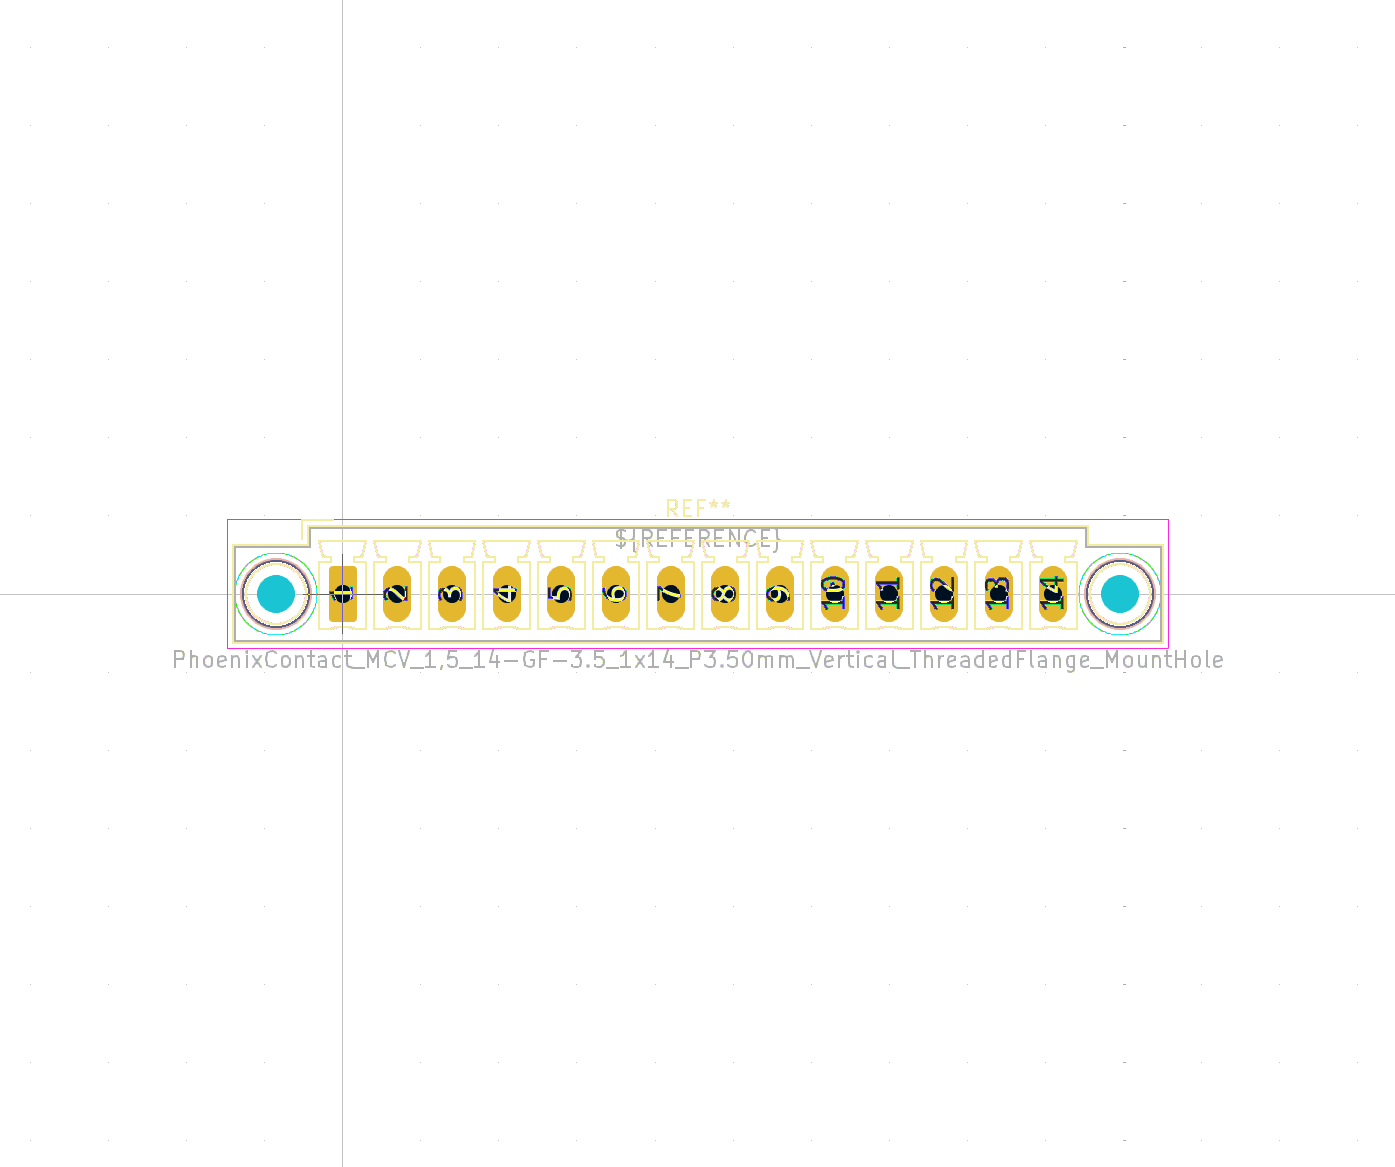 REF**
${REFERENCE}
1 2 3 4 5 6 7 8 9 10 11 12 13 14
PhoenixContact_MCV_1,5_14-GF-3.5_1x14_P3.50mm_Vertical_ThreadedFlange_MountHole